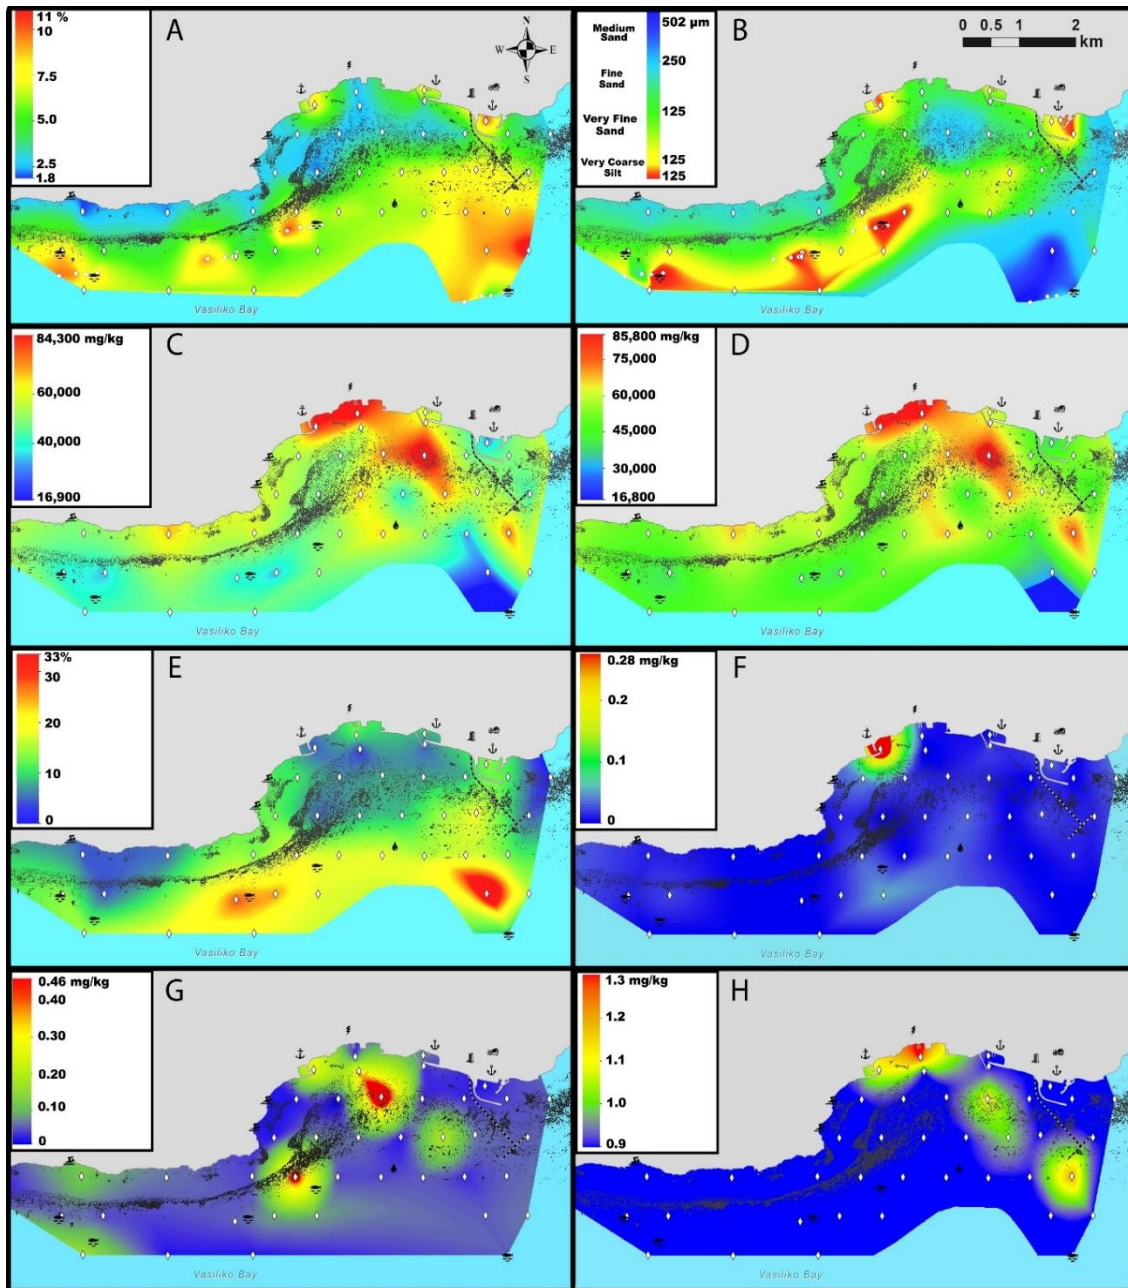 A
11 %
10
7.5
5.0
2.5
1.8
N
W E
S
Vasiliko Bay
B
Medium
Sand
Fine
Sand
Very Fine
Sand
Very Coarse
Silt
502 µm
250
125
125
125
0 0.5 1 2
km
Vasiliko Bay
C
84,300 mg/kg
60,000
40,000
16,900
Vasiliko Bay
D
85,800 mg/kg
75,000
60,000
45,000
30,000
16,800
Vasiliko Bay
E
33%
30
20
10
0
Vasiliko Bay
F
0.28 mg/kg
0.2
0.1
0
Vasiliko Bay
G
0.46 mg/kg
0.40
0.30
0.20
0.10
0
Vasiliko Bay
H
1.3 mg/kg
1.2
1.1
1.0
0.9
Vasiliko Bay